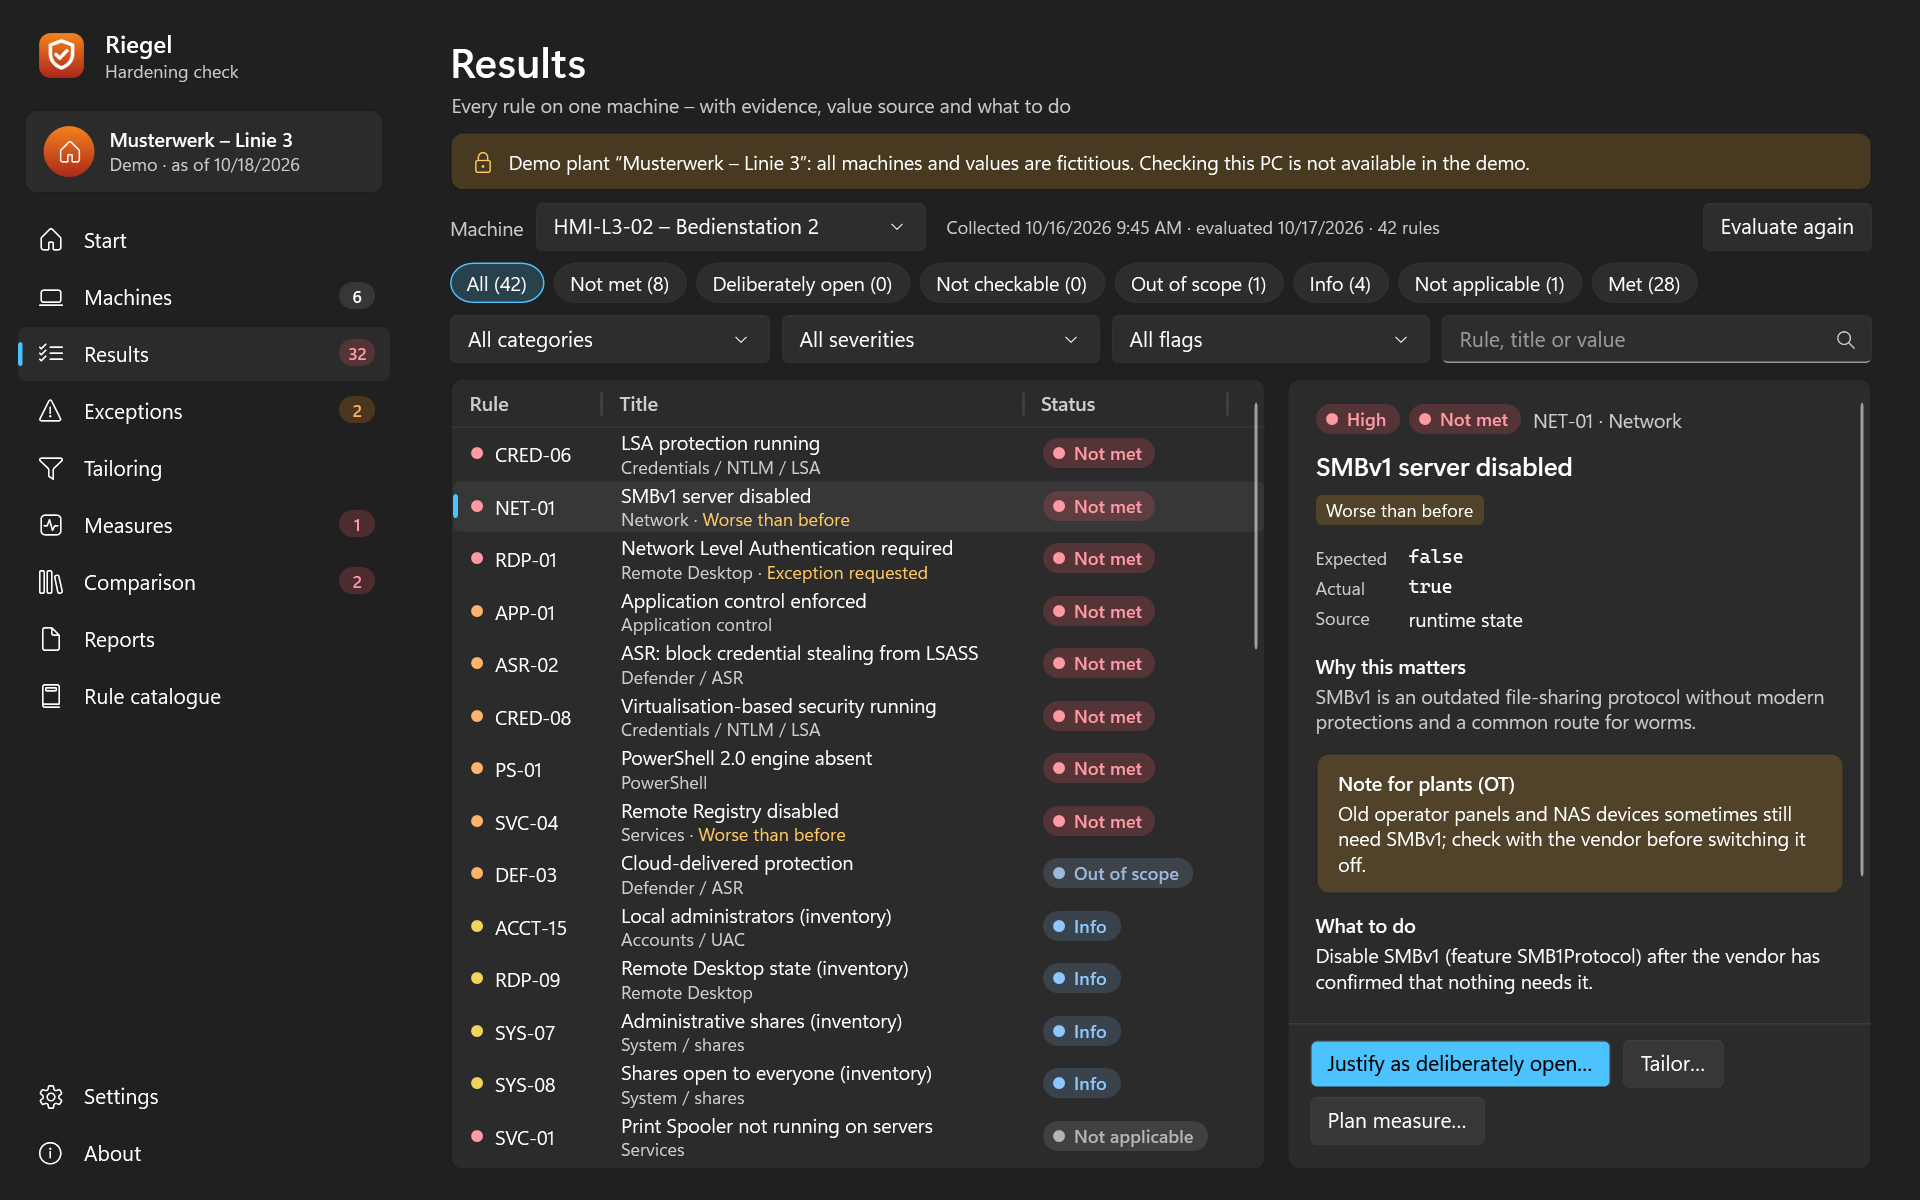 Riegel
Hardening check
Musterwerk – Linie 3
Demo · as of 10/18/2026
Start
Machines 6
Results 32
Exceptions 2
Tailoring
Measures 1
Comparison 2
Reports
Rule catalogue
Settings
About
Results
Every rule on one machine – with evidence, value source and what to do
Demo plant “Musterwerk – Linie 3”: all machines and values are fictitious. Checking this PC is not available in the demo.
Machine HMI-L3-02 – Bedienstation 2 Collected 10/16/2026 9:45 AM · evaluated 10/17/2026 · 42 rules Evaluate again
All (42) Not met (8) Deliberately open (0) Not checkable (0) Out of scope (1) Info (4) Not applicable (1) Met (28)
All categories All severities All flags Rule, title or value
Rule Title Status
CRED-06 LSA protection running Not met
Credentials / NTLM / LSA
NET-01 SMBv1 server disabled Not met
Network · Worse than before
RDP-01 Network Level Authentication required Not met
Remote Desktop · Exception requested
APP-01 Application control enforced Not met
Application control
ASR-02 ASR: block credential stealing from LSASS Not met
Defender / ASR
CRED-08 Virtualisation-based security running Not met
Credentials / NTLM / LSA
PS-01 PowerShell 2.0 engine absent Not met
PowerShell
SVC-04 Remote Registry disabled Not met
Services · Worse than before
DEF-03 Cloud-delivered protection Out of scope
Defender / ASR
ACCT-15 Local administrators (inventory) Info
Accounts / UAC
RDP-09 Remote Desktop state (inventory) Info
Remote Desktop
SYS-07 Administrative shares (inventory) Info
System / shares
SYS-08 Shares open to everyone (inventory) Info
System / shares
SVC-01 Print Spooler not running on servers Not applicable
Services
High Not met NET-01 · Network
SMBv1 server disabled
Worse than before
Expected false
Actual true
Source runtime state
Why this matters
SMBv1 is an outdated file-sharing protocol without modern
protections and a common route for worms.
Note for plants (OT)
Old operator panels and NAS devices sometimes still
need SMBv1; check with the vendor before switching it
off.
What to do
Disable SMBv1 (feature SMB1Protocol) after the vendor has
confirmed that nothing needs it.
Justify as deliberately open... Tailor...
Plan measure...